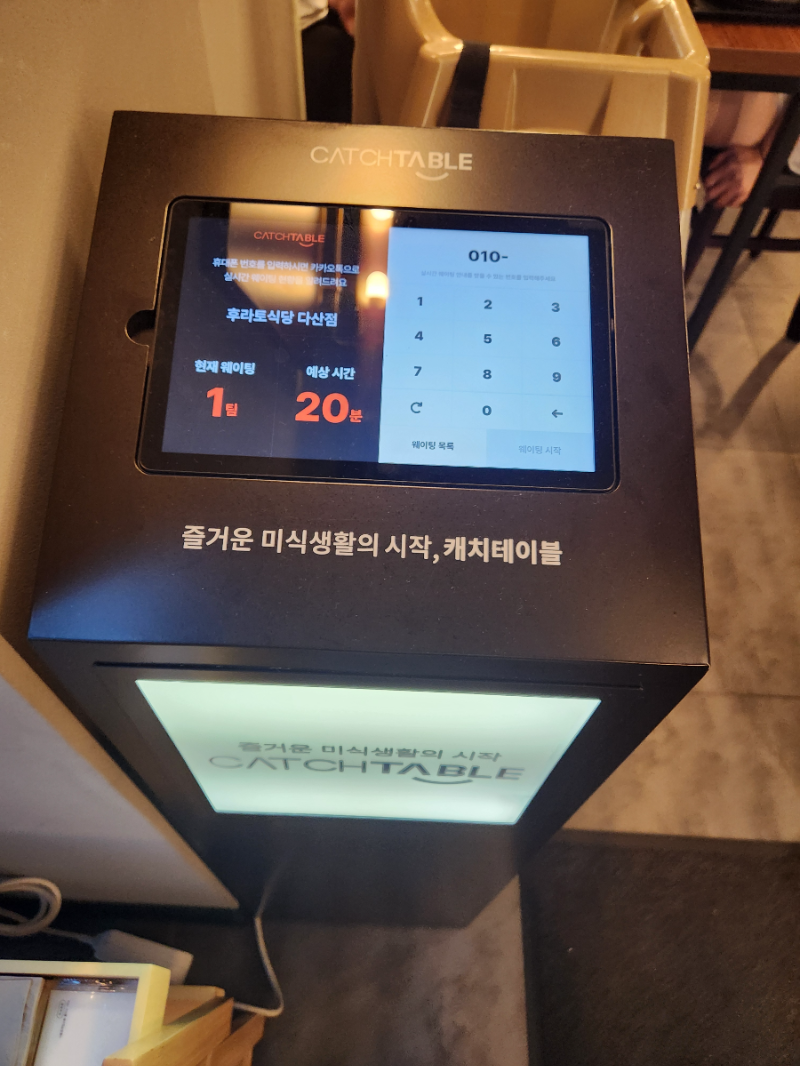 CATCHTABLE
CATCHTABLE
휴대폰 번호를 입력하시면 카카오톡으로
실시간 웨이팅 알려드려요
후라토식당 다산점
현재 웨이팅
1팀
예상 시간
20분
010-
1 2 3
4 5 6
7 8 9
0
웨이팅 목록
웨이팅 시작
즐거운 미식생활의 시작, 캐치테이블
즐거운 미식생활의 시작
CATCHTABLE